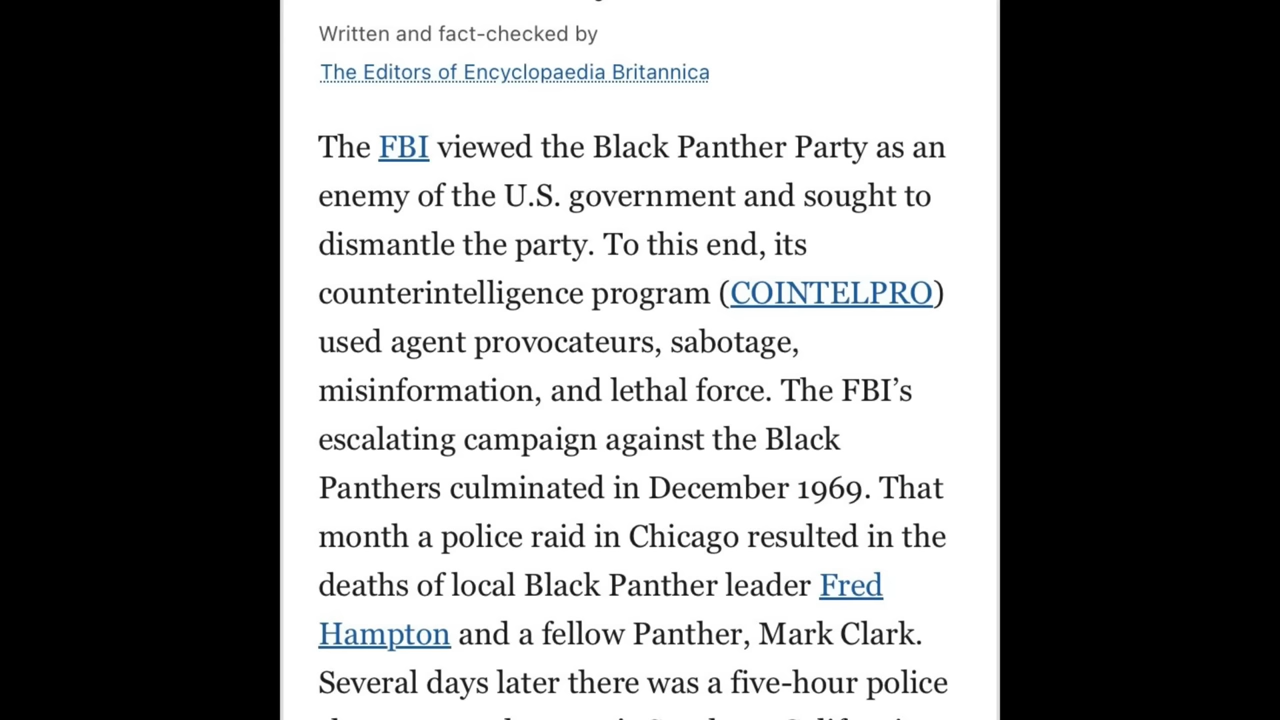 Written and fact-checked by
The Editors of Encyclopaedia Britannica
The FBI viewed the Black Panther Party as an
enemy of the U.S. government and sought to
dismantle the party. To this end, its
counterintelligence program (COINTELPRO)
used agent provocateurs, sabotage,
misinformation, and lethal force. The FBI’s
escalating campaign against the Black
Panthers culminated in December 1969. That
month a police raid in Chicago resulted in the
deaths of local Black Panther leader Fred
Hampton and a fellow Panther, Mark Clark.
Several days later there was a five-hour police